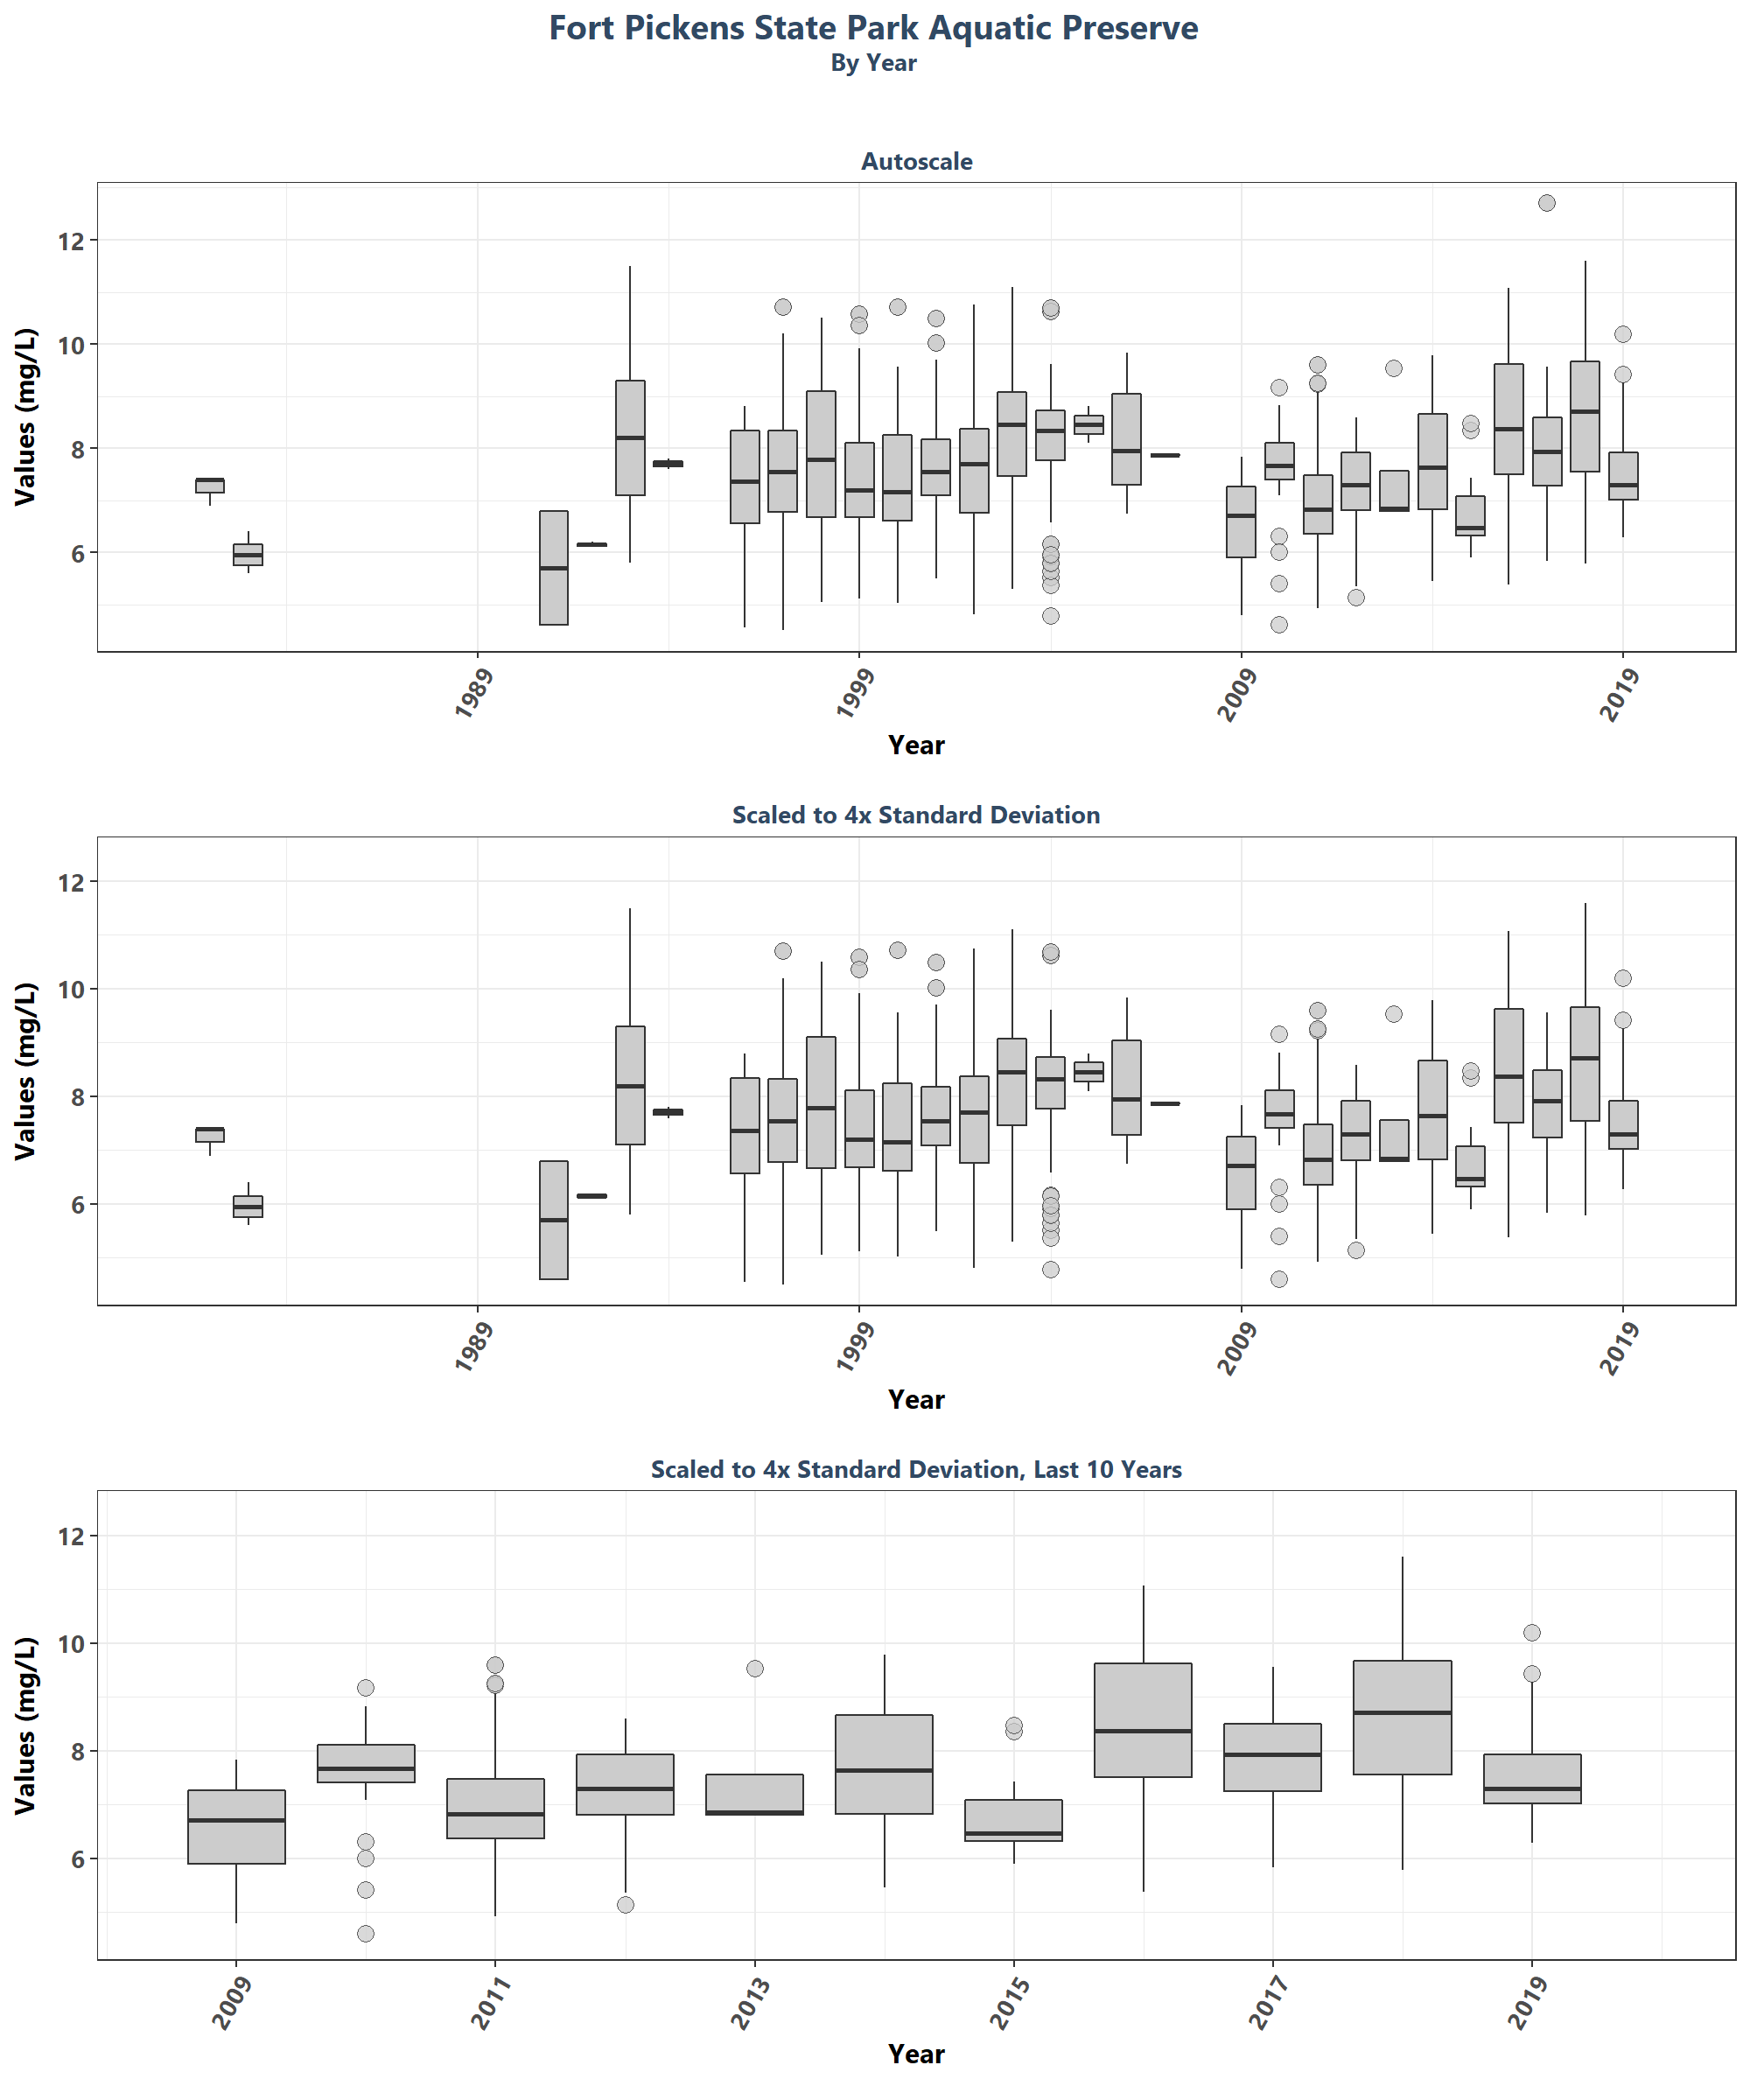 Fort Pickens State Park Aquatic Preserve
By Year
Autoscale
Values (mg/L)
12
10
8
6
1989 1999 2009 2019
Year
Scaled to 4x Standard Deviation
Values (mg/L)
12
10
8
6
1989 1999 2009 2019
Year
Scaled to 4x Standard Deviation, Last 10 Years
Values (mg/L)
12
10
8
6
2009 2011 2013 2015 2017 2019
Year